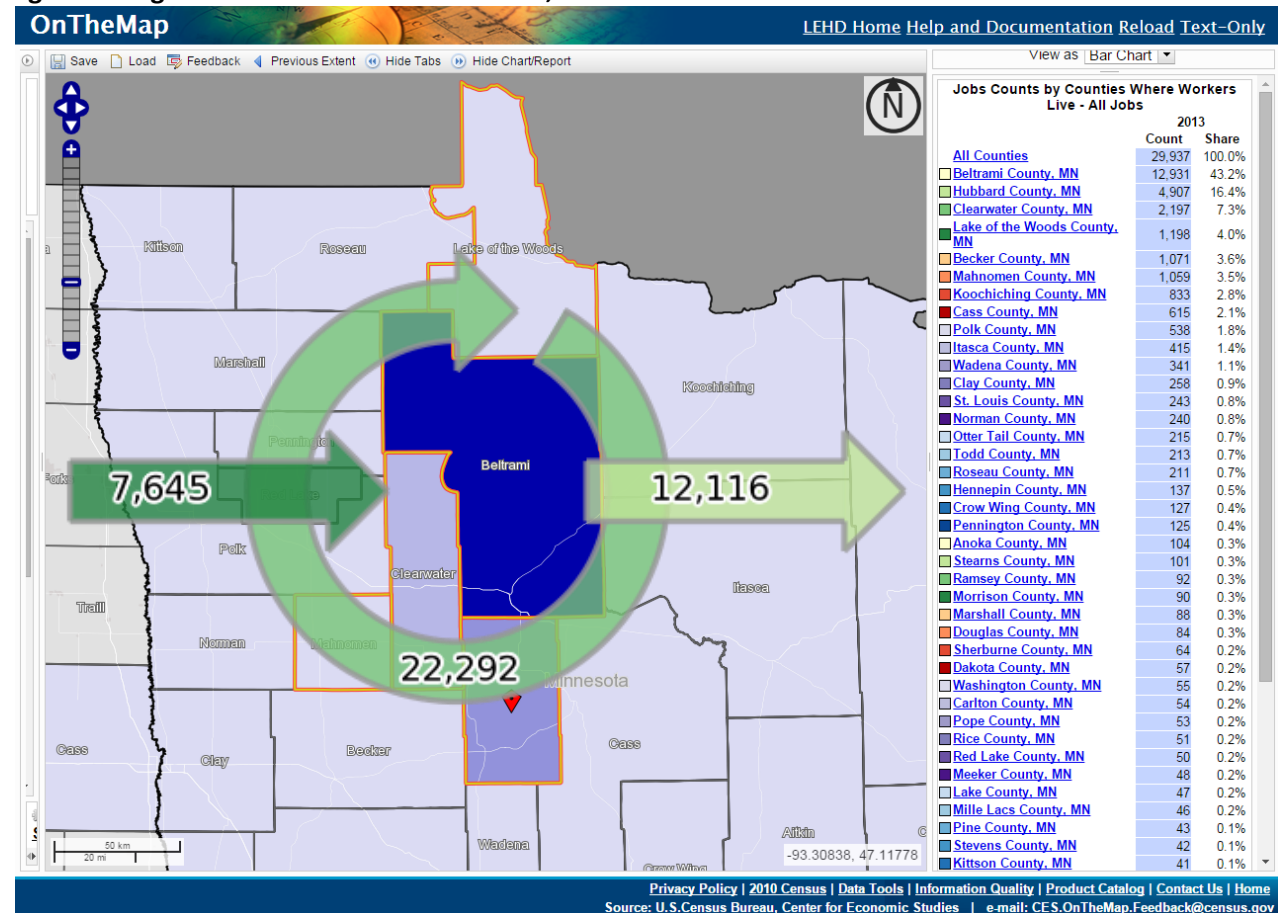 OnTheMap
LEHD Home Help and Documentation Reload Text-Only
Save Load Feedback Previous Extent Hide Tabs Hide Chart/Report
View as Bar Chart
N
Kittson
Roseau
Lake of the Woods
Marshall
Koochiching
Beltrami
7,645
12,116
Polk
Clearwater
Itasca
Traill
Norman
Mahnomen
22,292
Minnesota
Cass
Clay
Becker
Cass
Wadena
Aitkin
Crow Wing
50 km
20 mi
-93.30838, 47.11778
Jobs Counts by Counties Where Workers
Live - All Jobs
2013
Count Share
All Counties 29,937 100.0%
Beltrami County, MN 12,931 43.2%
Hubbard County, MN 4,907 16.4%
Clearwater County, MN 2,197 7.3%
Lake of the Woods County,
MN 1,198 4.0%
Becker County, MN 1,071 3.6%
Mahnomen County, MN 1,059 3.5%
Koochiching County, MN 833 2.8%
Cass County, MN 615 2.1%
Polk County, MN 538 1.8%
Itasca County, MN 415 1.4%
Wadena County, MN 341 1.1%
Clay County, MN 258 0.9%
St. Louis County, MN 243 0.8%
Norman County, MN 240 0.8%
Otter Tail County, MN 215 0.7%
Todd County, MN 213 0.7%
Roseau County, MN 211 0.7%
Hennepin County, MN 137 0.5%
Crow Wing County, MN 127 0.4%
Pennington County, MN 125 0.4%
Anoka County, MN 104 0.3%
Stearns County, MN 101 0.3%
Ramsey County, MN 92 0.3%
Morrison County, MN 90 0.3%
Marshall County, MN 88 0.3%
Douglas County, MN 84 0.3%
Sherburne County, MN 64 0.2%
Dakota County, MN 57 0.2%
Washington County, MN 55 0.2%
Carlton County, MN 54 0.2%
Pope County, MN 53 0.2%
Rice County, MN 51 0.2%
Red Lake County, MN 50 0.2%
Meeker County, MN 48 0.2%
Lake County, MN 47 0.2%
Mille Lacs County, MN 46 0.2%
Pine County, MN 43 0.1%
Stevens County, MN 42 0.1%
Kittson County, MN 41 0.1%
Privacy Policy | 2010 Census | Data Tools | Information Quality | Product Catalog | Contact Us | Home
Source: U.S.Census Bureau, Center for Economic Studies | e-mail: CES.OnTheMap.Feedback@census.gov